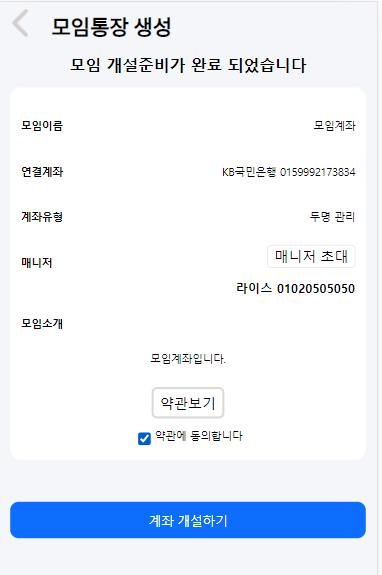 모임통장 생성
모임 개설준비가 완료 되었습니다
모임이름 모임계좌
연결계좌 KB국민은행 0159992173834
계좌유형 두명 관리
매니저 매니저 초대
라이스 01020505050
모임소개
모임계좌입니다.
약관보기
약관에 동의합니다
계좌 개설하기